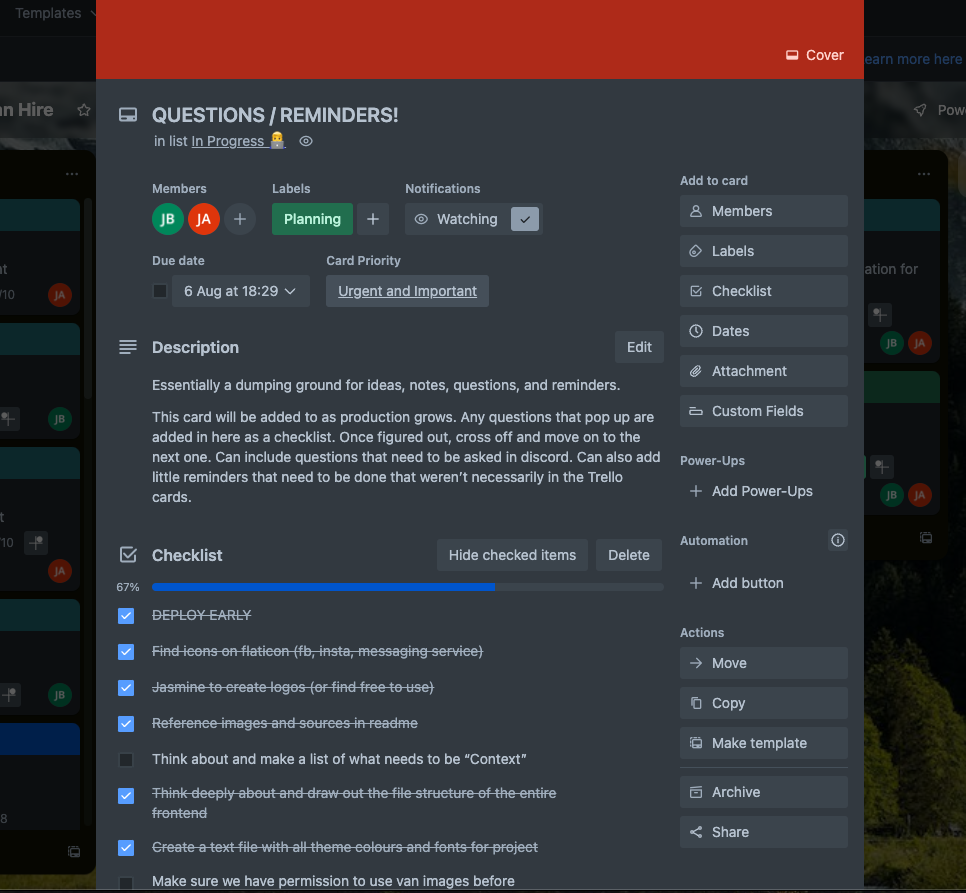 Templates
Cover
earn more here
n Hire
Pow
QUESTIONS / REMINDERS!
in list In Progress
Members
Labels
Notifications
JB
JA
Planning
Watching
Due date
Card Priority
6 Aug at 18:29
Urgent and Important
Description
Edit
Essentially a dumping ground for ideas, notes, questions, and reminders.
This card will be added to as production grows. Any questions that pop up are
added in here as a checklist. Once figured out, cross off and move on to the
next one. Can include questions that need to be asked in discord. Can also add
little reminders that need to be done that weren’t necessarily in the Trello
cards.
Checklist
Hide checked items
Delete
67%
DEPLOY EARLY
Find icons on flaticon (fb, insta, messaging service)
Jasmine to create logos (or find free to use)
Reference images and sources in readme
Think about and make a list of what needs to be “Context”
Think deeply about and draw out the file structure of the entire
frontend
Create a text file with all theme colours and fonts for project
Make sure we have permission to use van images before
Add to card
Members
Labels
Checklist
Dates
Attachment
Custom Fields
Power-Ups
Add Power-Ups
Automation
Add button
Actions
Move
Copy
Make template
Archive
Share
t
/10
JA
JB
t
/10
JA
JB
8
ation for
JB
JA
JB
JA